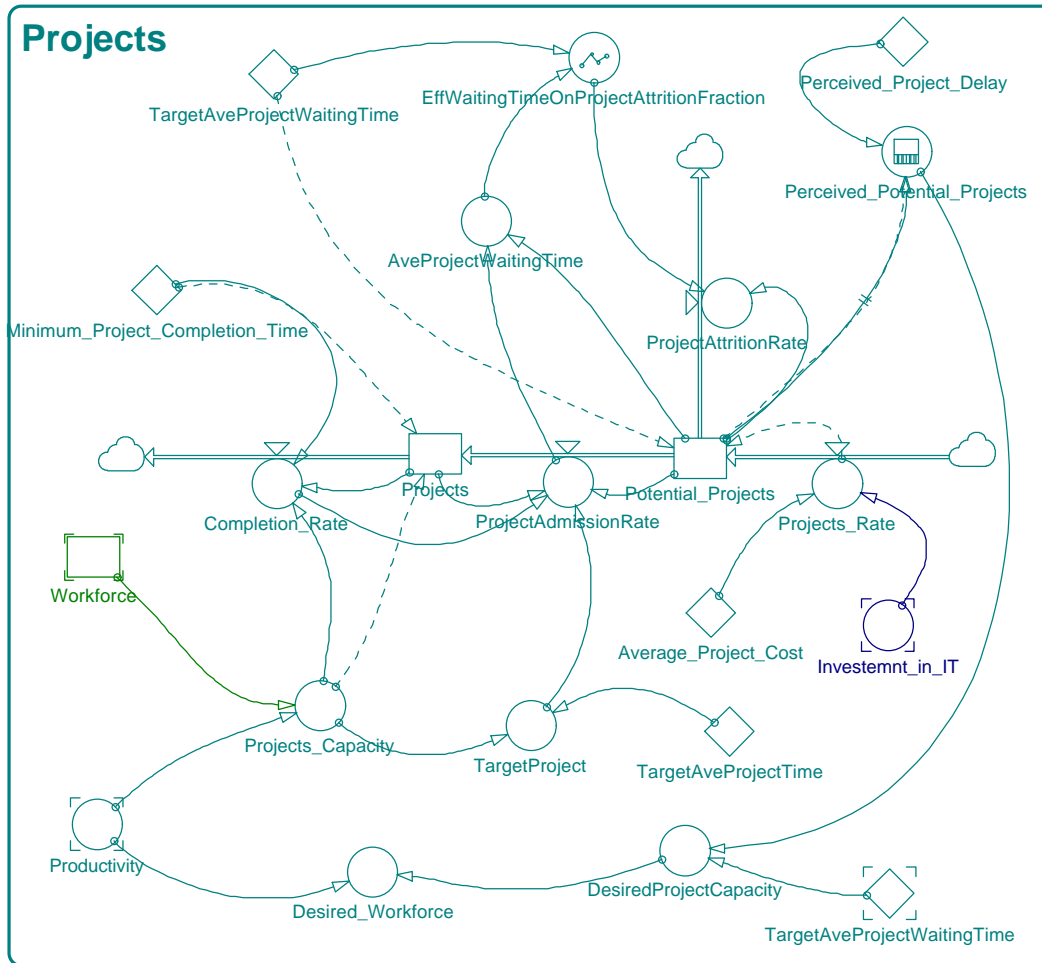 Projects
TargetAveProjectWaitingTime
EffWaitingTimeOnProjectAttritionFraction
Perceived_Project_Delay
Perceived_Potential_Projects
AveProjectWaitingTime
Minimum_Project_Completion_Time
ProjectAttritionRate
Completion_Rate
Projects
ProjectAdmissionRate
Potential_Projects
Projects_Rate
Workforce
Average_Project_Cost
Investemnt_in_IT
Projects_Capacity
TargetProject
TargetAveProjectTime
Productivity
Desired_Workforce
DesiredProjectCapacity
TargetAveProjectWaitingTime